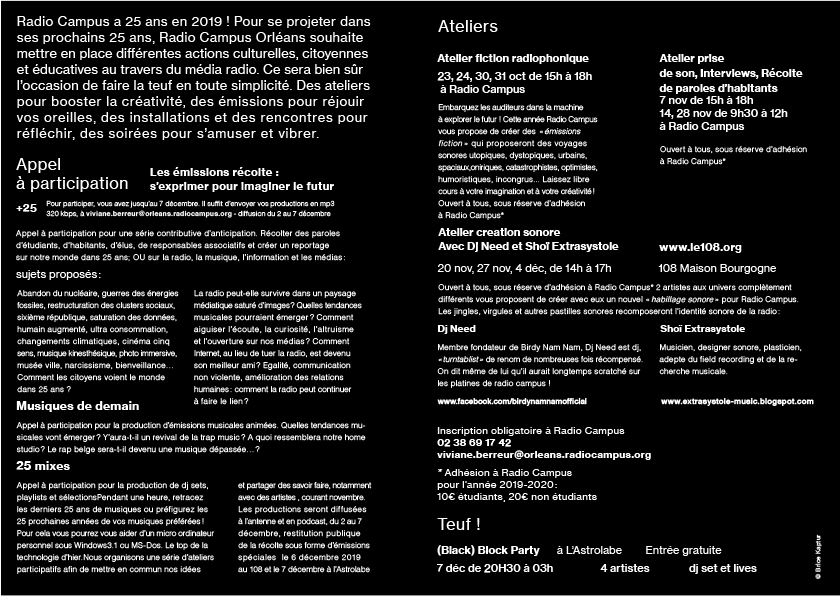 Radio Campus a 25 ans en 2019 ! Pour se projeter dans
ses prochains 25 ans, Radio Campus Orléans souhaite
mettre en place différentes actions culturelles, citoyennes
et éducatives au travers du média radio. Ce sera bien sûr
l'occasion de faire la teuf en toute simplicité. Des ateliers
pour booster la créativité, des émissions pour réjouir
vos oreilles, des installations et des rencontres pour
réfléchir, des soirées pour s'amuser et vibrer.
Appel
à participation
Les émissions récolte :
s'exprimer pour imaginer le futur
+25
Pour participer, vous avez jusqu'au 7 décembre. Il suffit d'envoyer vos productions en mp3
320 kbps, à viviane.berreur@orleans.radiocampus.org - diffusion du 2 au 7 décembre
Appel à participation pour une série contributive d'anticipation. Récolter des paroles
d'étudiants, d'habitants, d'élus, de responsables associatifs et créer un reportage
sur notre monde dans 25 ans; OU sur la radio, la musique, l'information et les médias :
sujets proposés :
Abandon du nucléaire, guerres des énergies
fossiles, restructuration des clusters sociaux,
sixième république, saturation des données,
humain augmenté, ultra consommation,
changements climatiques, cinéma cinq
sens, musique kinesthésique, photo immersive,
musée ville, narcissisme, bienveillance…
Comment les citoyens voient le monde
dans 25 ans ?
La radio peut-elle survivre dans un paysage
médiatique saturé d'images? Quelles tendances
musicales pourraient émerger ? Comment
aiguiser l'écoute, la curiosité, l'altruisme
et l'ouverture sur nos médias ? Comment
Internet, au lieu de tuer la radio, est devenu
son meilleur ami ? Egalité, communication
non violente, amélioration des relations
humaines : comment la radio peut continuer
à faire le lien ?
Musiques de demain
Appel à participation pour la production d'émissions musicales animées. Quelles tendances mu-
sicales vont émerger ? Y'aura-t-il un revival de la trap music ? A quoi ressemblera notre home
studio ? Le rap belge sera-t-il devenu une musique dépassée… ?
25 mixes
Appel à participation pour la production de dj sets,
playlists et sélectionsPendant une heure, retracez
les derniers 25 ans de musiques ou préfigurez les
25 prochaines années de vos musiques préférées !
Pour cela vous pourrez vous aider d'un micro ordinateur
personnel sous Windows3.1 ou MS-Dos. Le top de la
technologie d'hier.Nous organisons une série d'ateliers
participatifs afin de mettre en commun nos idées
et partager des savoir faire, notamment
avec des artistes , courant novembre.
Les productions seront diffusées
à l'antenne et en podcast, du 2 au 7
décembre, restitution publique
de la récolte sous forme d'émissions
spéciales le 6 décembre 2019
au 108 et le 7 décembre à l'Astrolabe
Ateliers
Atelier fiction radiophonique
23, 24, 30, 31 oct de 15h à 18h
à Radio Campus
Embarquez les auditeurs dans la machine
à explorer le futur ! Cette année Radio Campus
vous propose de créer des « émissions
fiction » qui proposeront des voyages
sonores utopiques, dystopiques, urbains,
spaciaux,oniriques, catastrophistes, optimistes,
humoristiques, incongrus... Laissez libre
cours à votre imagination et à votre créativité !
Ouvert à tous, sous réserve d'adhésion
à Radio Campus*
Atelier prise
de son, interviews, Récolte
de paroles d'habitants
7 nov de 15h à 18h
14, 28 nov de 9h30 à 12h
à Radio Campus
Ouvert à tous, sous réserve d'adhésion
à Radio Campus*
Atelier creation sonore
Avec Dj Need et Shoï Extrasystole
20 nov, 27 nov, 4 déc, de 14h à 17h
www.le108.org
108 Maison Bourgogne
Ouvert à tous, sous réserve d'adhésion à Radio Campus* 2 artistes aux univers complètement
différents vous proposent de créer avec eux un nouvel « habillage sonore » pour Radio Campus.
Les jingles, virgules et autres pastilles sonores recomposeront l'identité sonore de la radio :
Dj Need
Membre fondateur de Birdy Nam Nam, Dj Need est dj,
« turntablist » de renom de nombreuses fois récompensé.
On dit même de lui qu'il aurait longtemps scratché sur
les platines de radio campus !
www.facebook.com/birdynamnamofficial
Shoï Extrasystole
Musicien, designer sonore, plasticien,
adepte du field recording et de la re-
cherche musicale.
www.extrasystole-music.blogspot.com
Inscription obligatoire à Radio Campus
02 38 69 17 42
viviane.berreur@orleans.radiocampus.org
* Adhésion à Radio Campus
pour l'année 2019-2020 :
10€ étudiants, 20€ non étudiants
Teuf !
(Black) Block Party à L'Astrolabe Entrée gratuite
7 déc de 20H30 à 03h 4 artistes dj set et lives
© Brice Kaptur